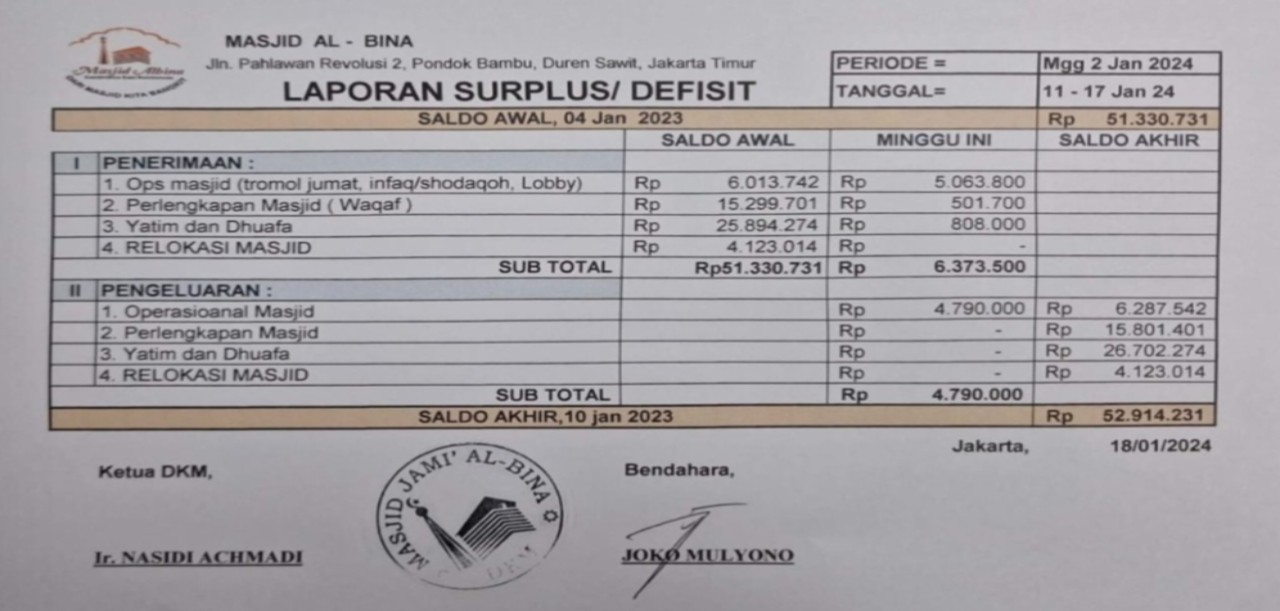 MASJID AL - BINA
Jln. Pahlawan Revolusi 2, Pondok Bambu, Duren Sawit, Jakarta Timur
LAPORAN SURPLUS/ DEFISIT
PERIODE = Mgg 2 Jan 2024
TANGGAL= 11 - 17 Jan 24
Masjid Albina
SALDO AWAL, 04 Jan 2023 Rp 51.330.731
SALDO AWAL MINGGU INI SALDO AKHIR
I PENERIMAAN :
1. Ops masjid (tromol jumat, infaq/shodaqoh, Lobby) Rp 6.013.742 Rp 5.063.800
2. Perlengkapan Masjid ( Waqaf ) Rp 15.299.701 Rp 501.700
3. Yatim dan Dhuafa Rp 25.894.274 Rp 808.000
4. RELOKASI MASJID Rp 4.123.014 Rp -
SUB TOTAL Rp51.330.731 Rp 6.373.500
II PENGELUARAN :
1. Operasioanal Masjid Rp 4.790.000 Rp 6.287.542
2. Perlengkapan Masjid Rp - Rp 15.801.401
3. Yatim dan Dhuafa Rp - Rp 26.702.274
4. RELOKASI MASJID Rp - Rp 4.123.014
SUB TOTAL Rp 4.790.000
SALDO AKHIR,10 jan 2023 Rp 52.914.231
Jakarta, 18/01/2024
Ketua DKM,
Bendahara,
MASJID JAMI' AL-BINA
DKM
Ir. NASIDI ACHMADI
JOKO MULYONO